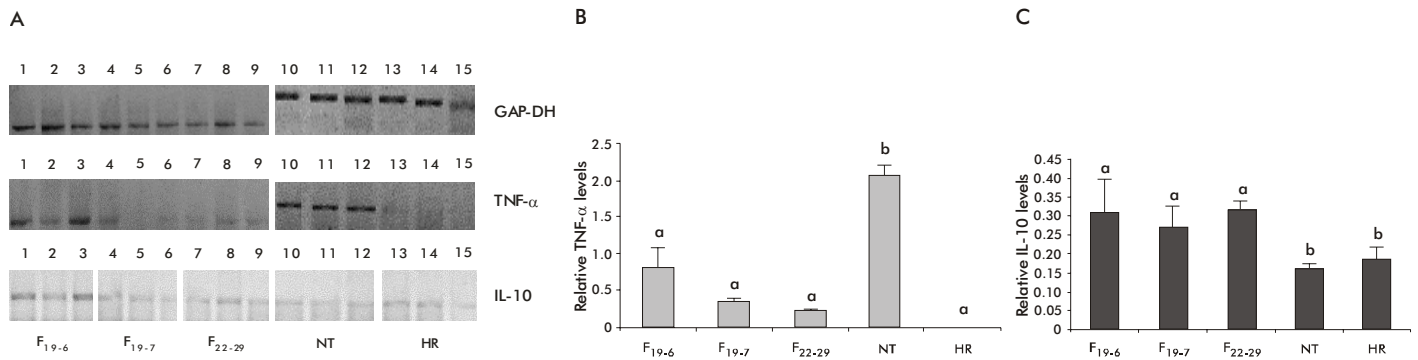 A
1 2 3 4 5 6 7 8 9 10 11 12 13 14 15
GAP-DH
1 2 3 4 5 6 7 8 9 10 11 12 13 14 15
TNF-α
1 2 3 4 5 6 7 8 9 10 11 12 13 14 15
IL-10
F19-6 F19-7 F22-29 NT HR
B
Relative TNF-α levels
2.5
2.0
1.5
1.0
0.5
0
a a a b a
F19-6 F19-7 F22-29 NT HR
C
Relative IL-10 levels
0.45
0.40
0.35
0.30
0.25
0.20
0.15
0.10
0.05
0
a a a b b
F19-6 F19-7 F22-29 NT HR